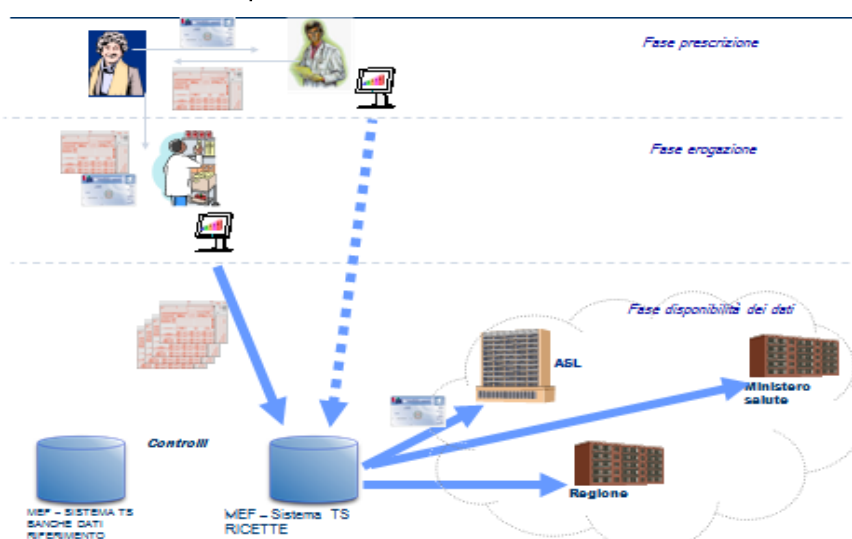 Fase prescrizione
Fase erogazione
Fase disponibilità dei dati
ASL
Ministero
salute
Controlli
Regione
MEF – SISTEMA TS
BANCHE DATI
RIFERIMENTO
MEF – Sistema TS
RICETTE